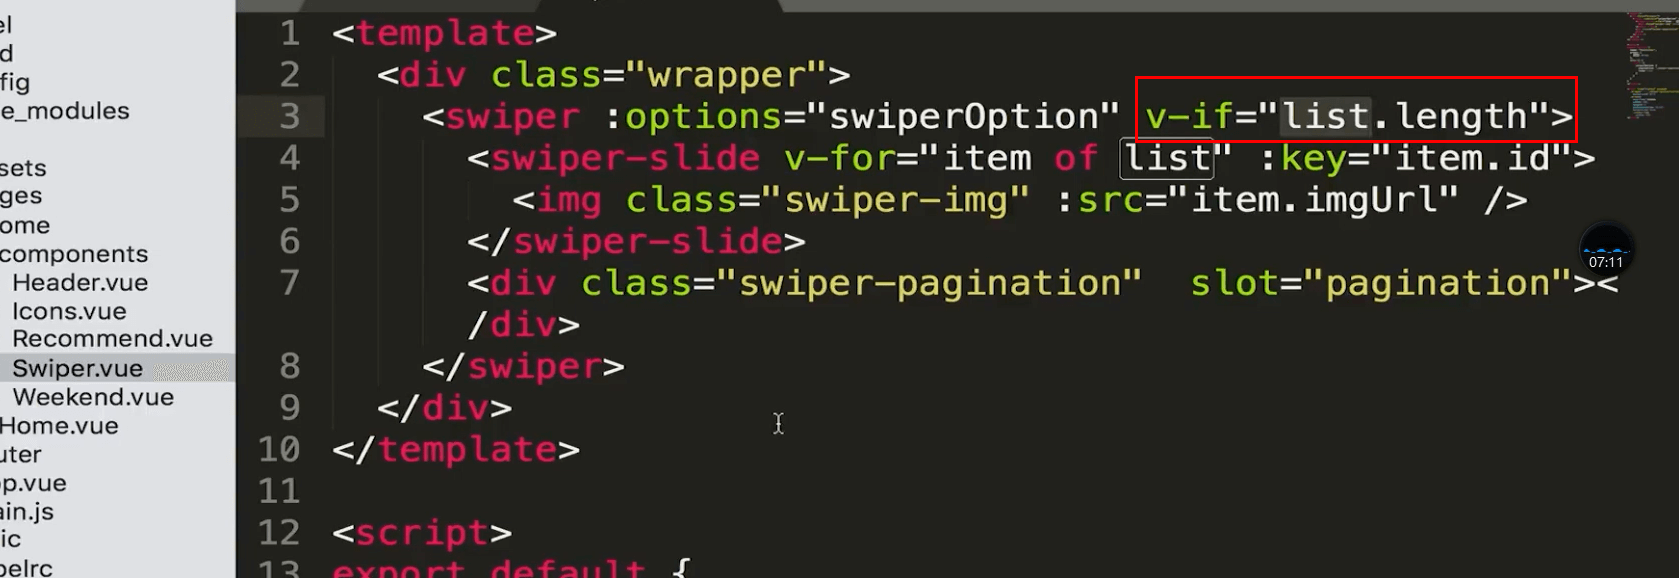 el
d
fig
e_modules
sets
ges
ome
components
Header.vue
Icons.vue
Recommend.vue
Swiper.vue
Weekend.vue
Home.vue
uter
pp.vue
ain.js
ic
belrc
1 <template>
2 <div class="wrapper">
3 <swiper :options="swiperOption" v-if="list.length">
4 <swiper-slide v-for="item of list" :key="item.id">
5 <img class="swiper-img" :src="item.imgUrl" />
6 </swiper-slide>
7 <div class="swiper-pagination" slot="pagination"><
/div>
8 </swiper>
9 </div>
10 </template>
11
12 <script>
13 export default {
07:11